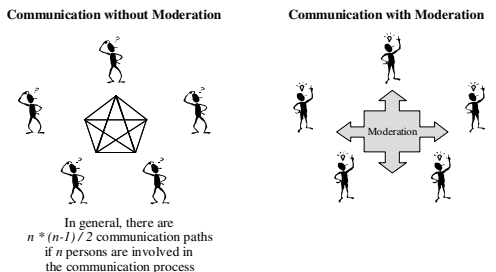 Communication without Moderation
Communication with Moderation
?
?
?
?
?
Moderation
In general, there are
n * (n-1) / 2 communication paths
if n persons are involved in
the communication process